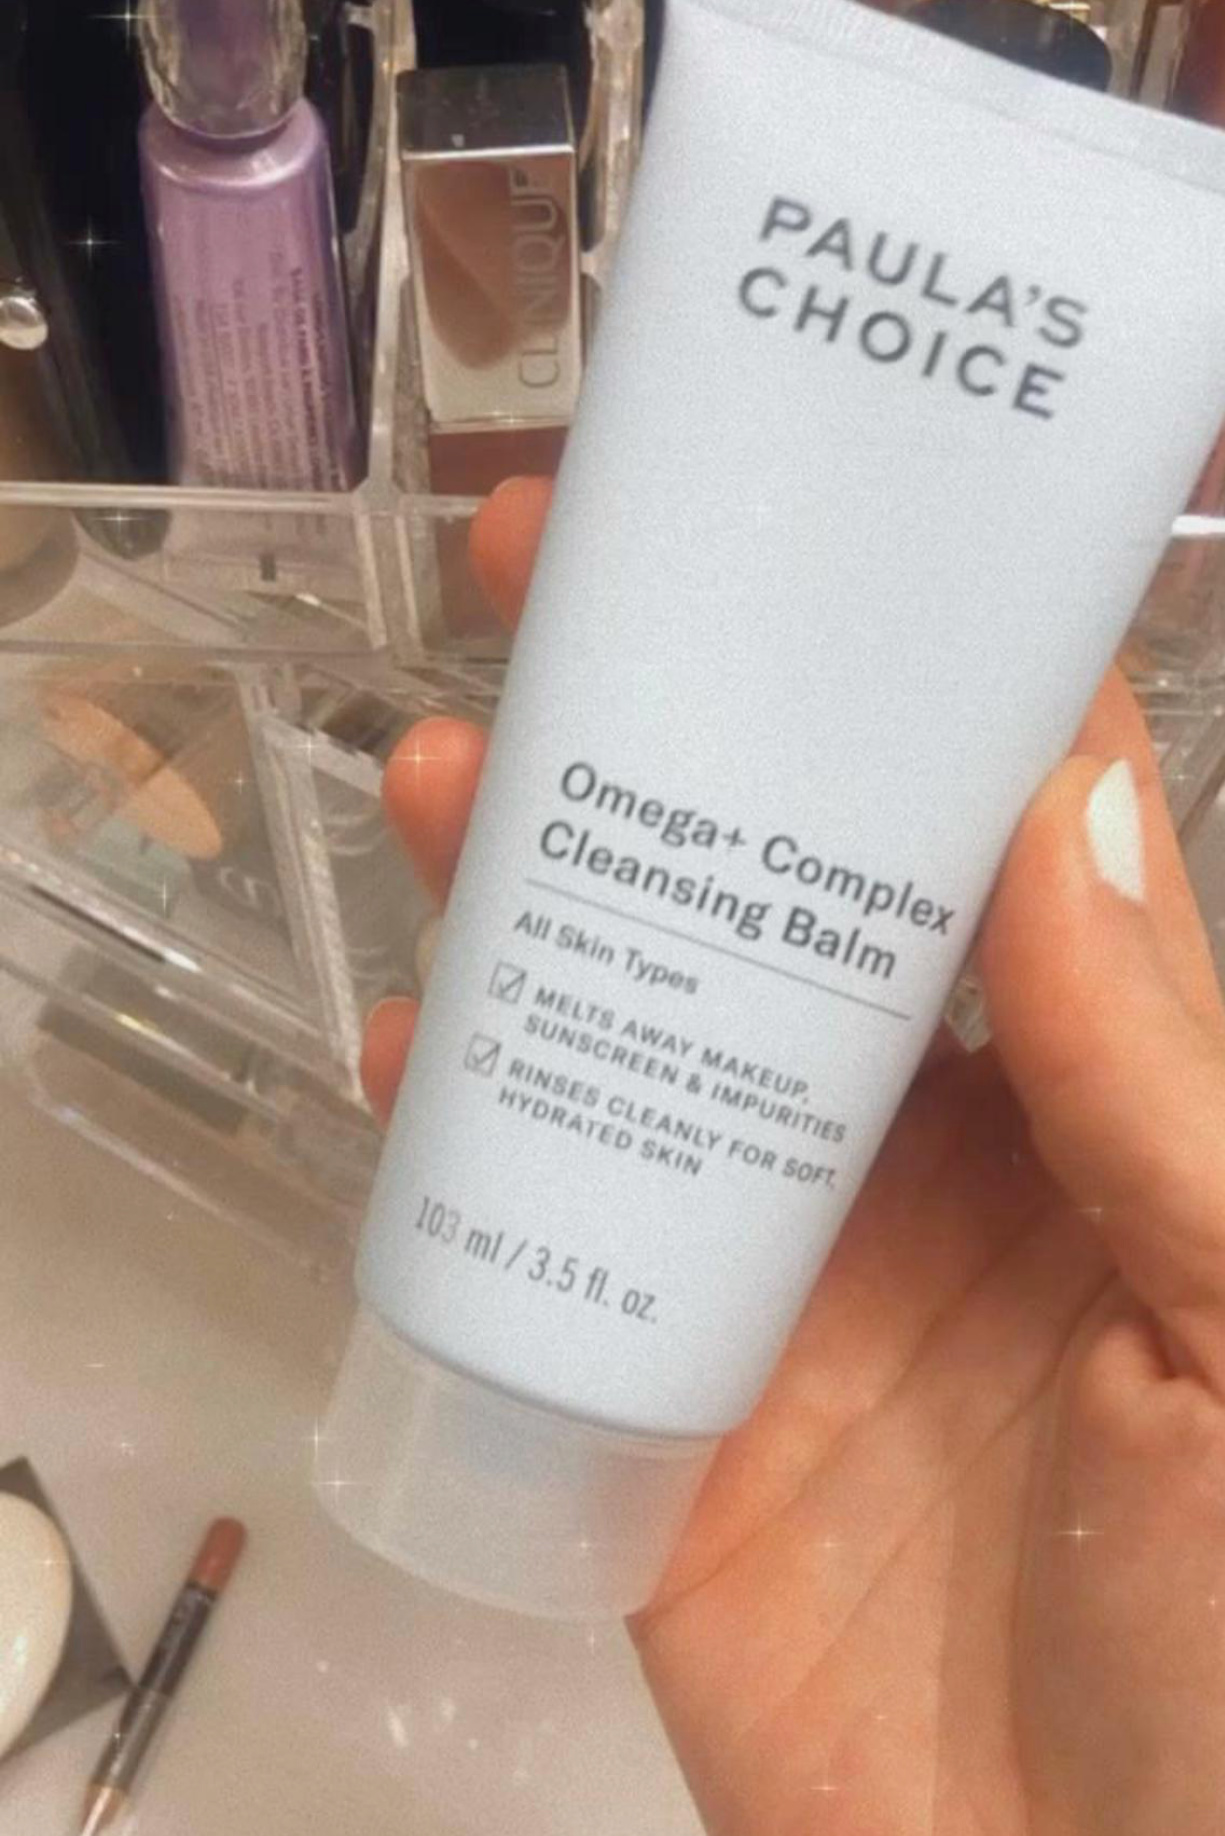 PAULA'S
CHOICE
Omega+ Complex
Cleansing Balm
All Skin Types
MELTS AWAY MAKEUP,
SUNSCREEN & IMPURITIES
RINSES CLEANLY FOR SOFT,
HYDRATED SKIN
103 ml / 3.5 fl. oz.
CLINIQUE